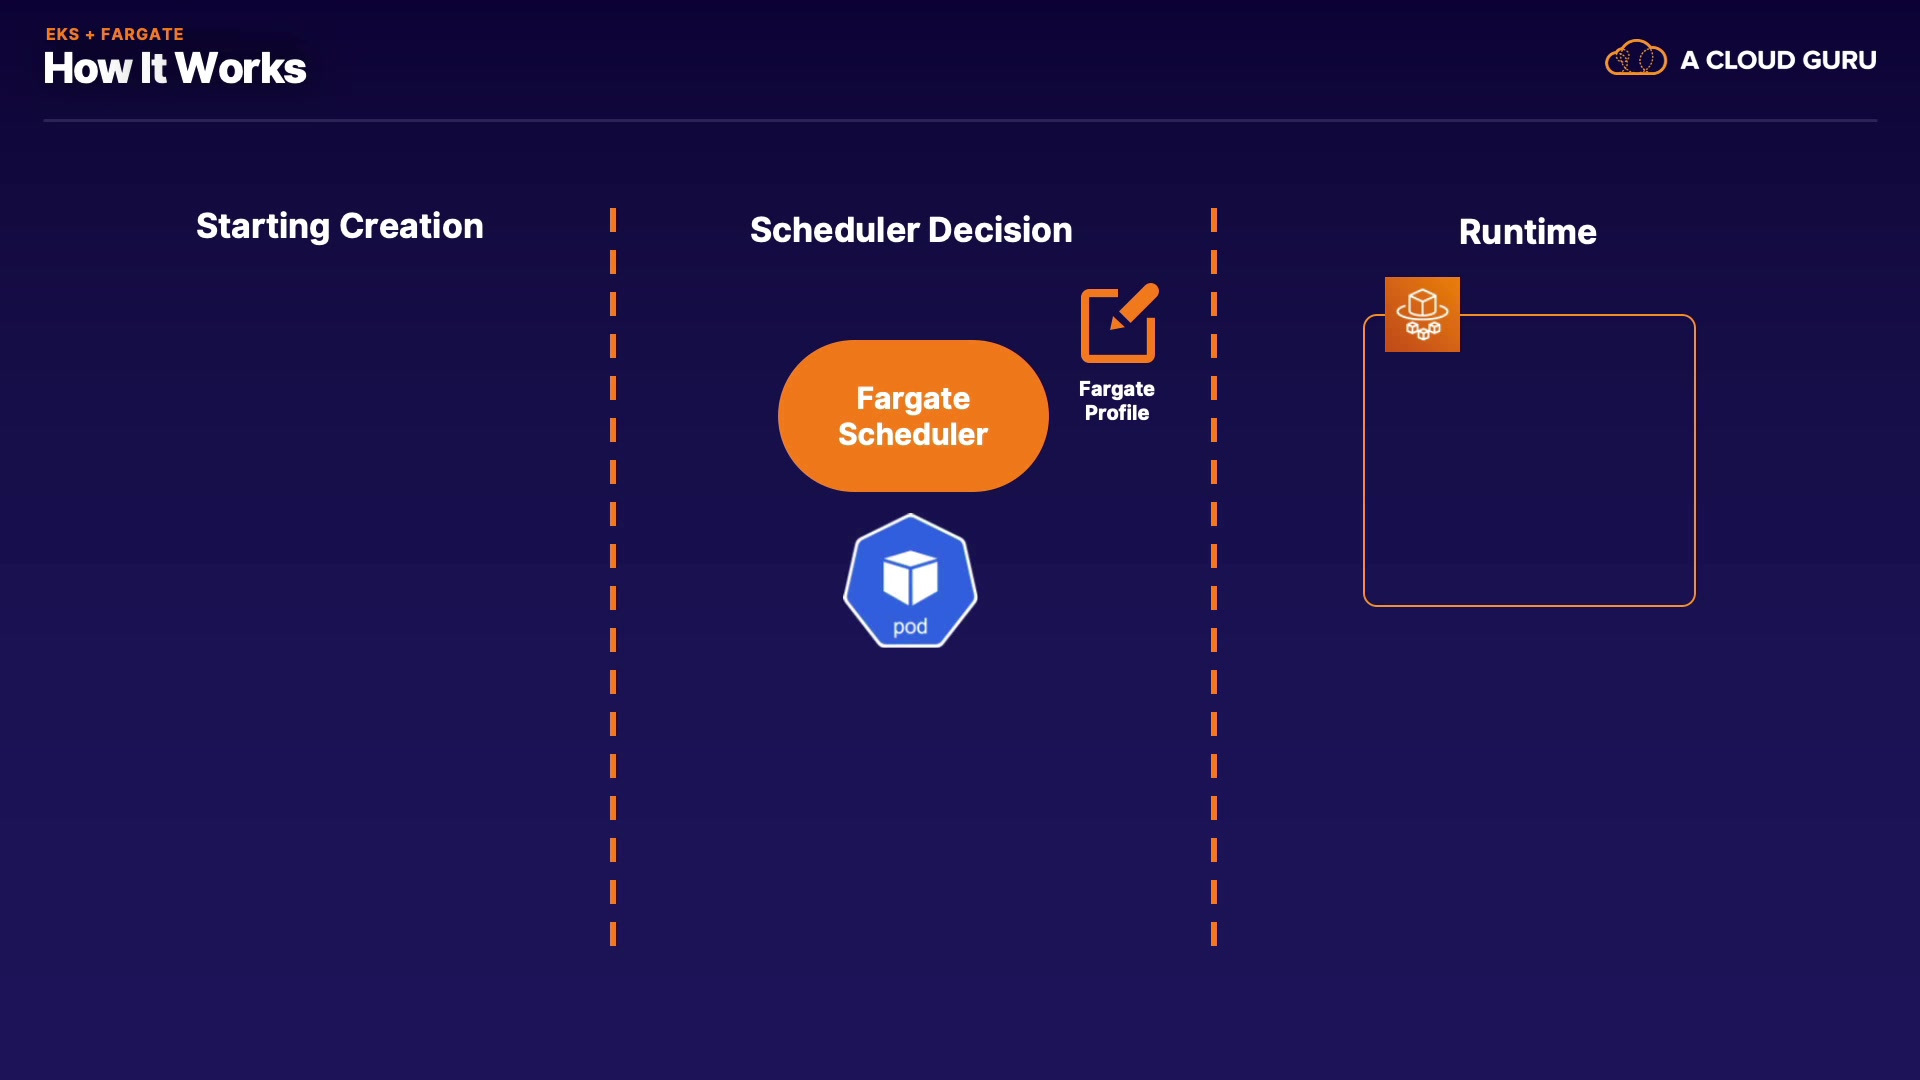 EKS + FARGATE
How It Works
A CLOUD GURU
Starting Creation
Scheduler Decision
Runtime
Fargate
Scheduler
Fargate
Profile
pod